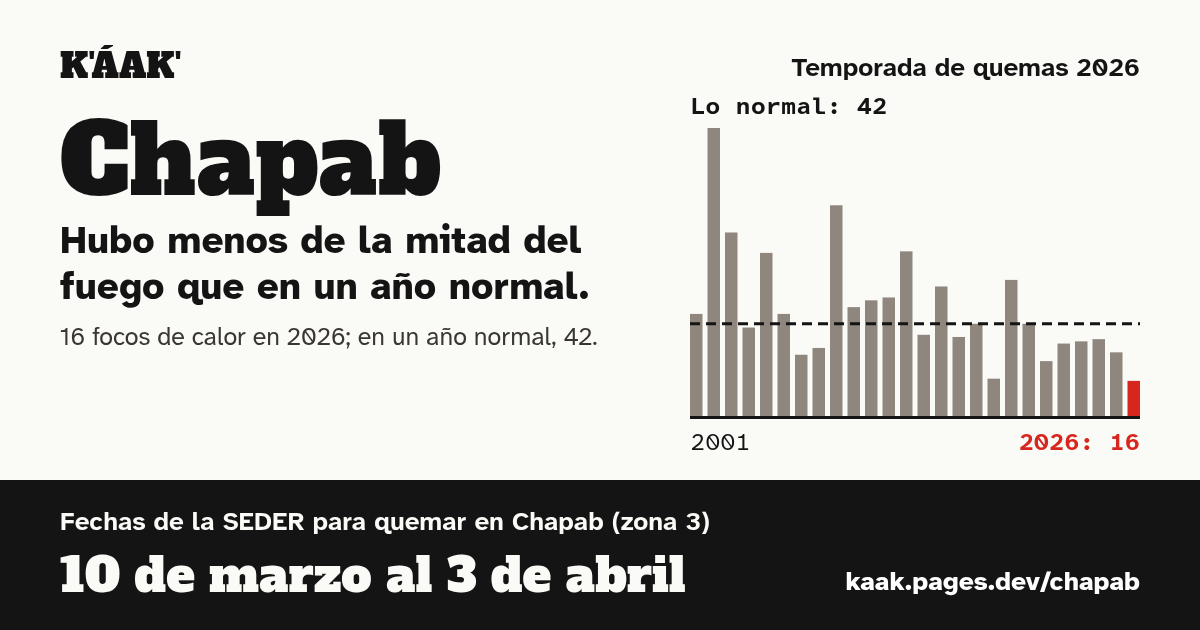 K'ÁAK'
Chapab
Hubo menos de la mitad del
fuego que en un año normal.
16 focos de calor en 2026; en un año normal, 42.
Temporada de quemas 2026
Lo normal: 42
2001
2026: 16
Fechas de la SEDER para quemar en Chapab (zona 3)
10 de marzo al 3 de abril
kaak.pages.dev/chapab